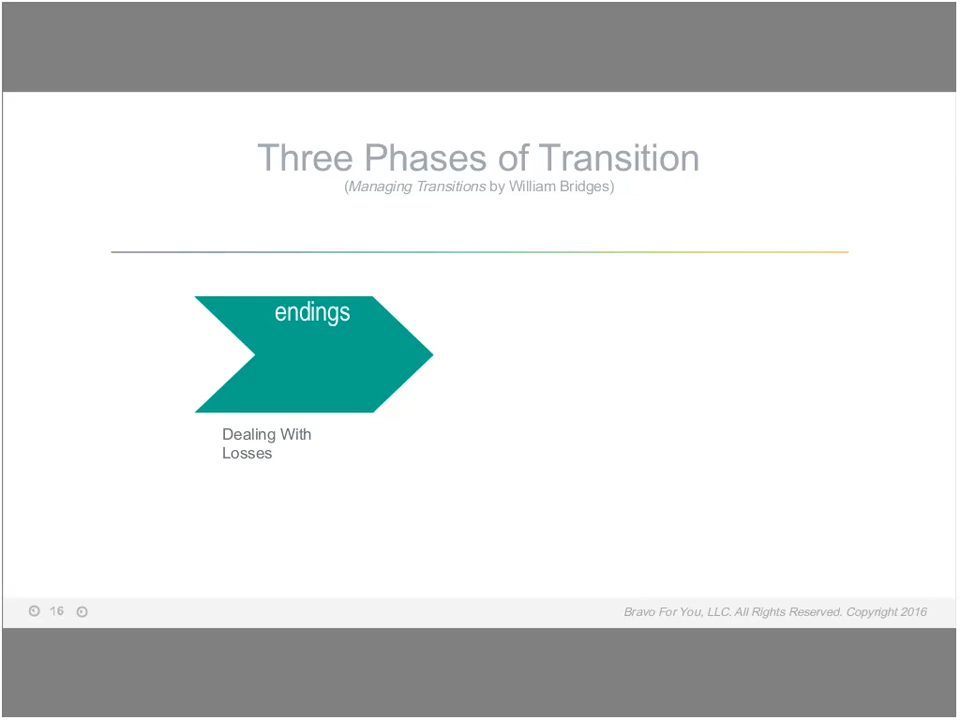 Three Phases of Transition
(Managing Transitions by William Bridges)
endings
Dealing With
Losses
16
Bravo For You, LLC. All Rights Reserved. Copyright 2016